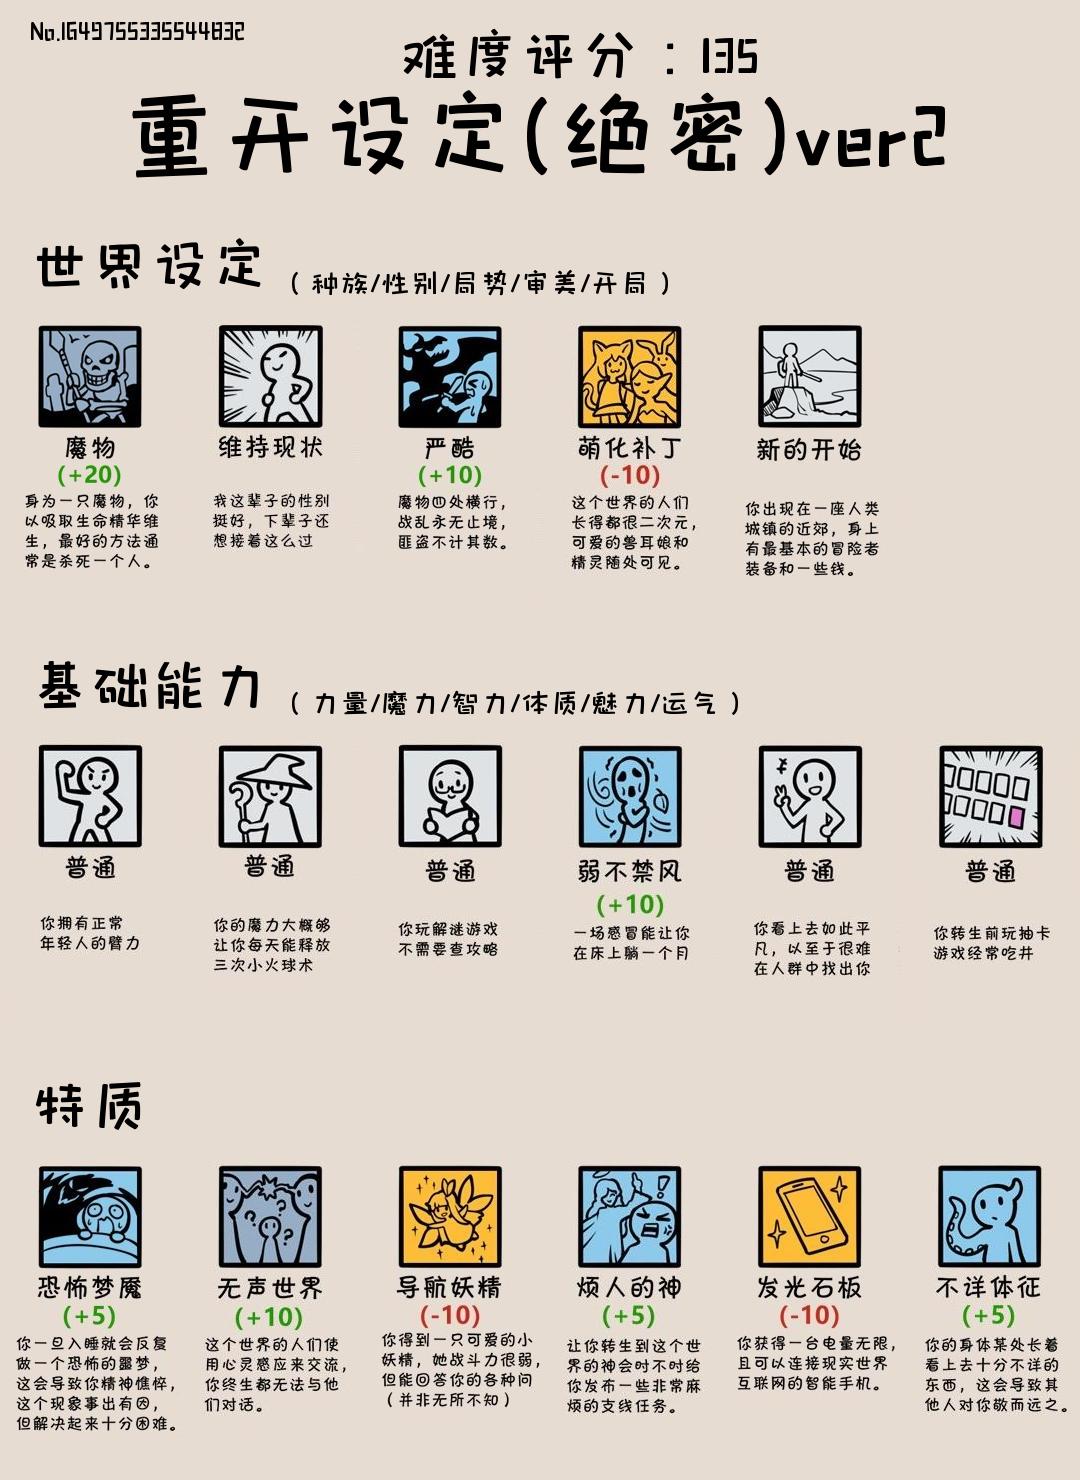 No.1649755335544832
难度评分：135
重开设定(绝密)ver2
世界设定（种族/性别/局势/审美/开局）
魔物
(+20)
身为一只魔物，你
以吸取生命精华维
生，最好的方法通
常是杀死一个人。
维持现状
我这辈子的性别
挺好，下辈子还
想接着这么过
严酷
(+10)
魔物四处横行，
战乱永无止境，
匪盗不计其数。
萌化补丁
(-10)
这个世界的人们
长得都很二次元，
可爱的兽耳娘和
精灵随处可见。
新的开始
你出现在一座人类
城镇的近郊，身上
有最基本的冒险者
装备和一些钱。
基础能力（力量/魔力/智力/体质/魅力/运气）
普通
你拥有正常
年轻人的臂力
普通
你的魔力大概够
让你每天能释放
三次小火球术
普通
你玩解谜游戏
不需要查攻略
弱不禁风
(+10)
一场感冒能让你
在床上躺一个月
普通
你看上去如此平
凡，以至于很难
在人群中找出你
普通
你转生前玩抽卡
游戏经常吃井
特质
恐怖梦魇
(+5)
你一旦入睡就会反复
做一个恐怖的噩梦，
这会导致你精神憔悴，
这个现象事出有因，
但解决起来十分困难。
无声世界
(+10)
这个世界的人们使
用心灵感应来交流，
你终生都无法与他
们对话。
导航妖精
(-10)
你得到一只可爱的小
妖精，她战斗力很弱，
但能回答你的各种问
（并非无所不知）
烦人的神
(+5)
让你转生到这个世
界的神会时不时给
你发布一些非常麻
烦的支线任务。
发光石板
(-10)
你获得一台电量无限，
且可以连接现实世界
互联网的智能手机。
不详体征
(+5)
你的身体某处长着
看上去十分不详的
东西，这会导致其
他人对你敬而远之。